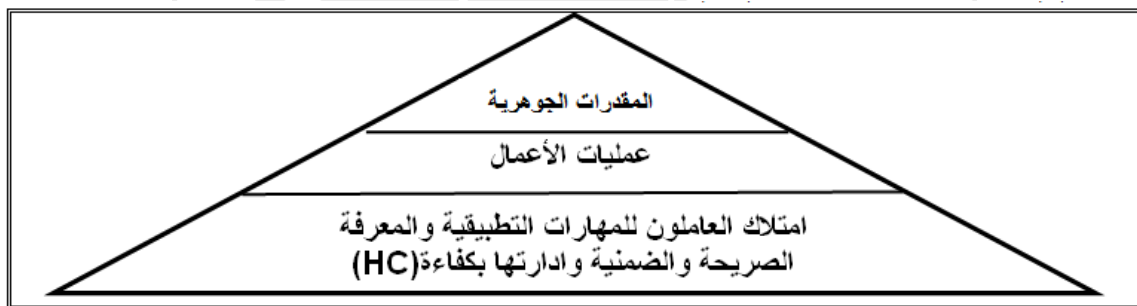 المقدرات الجوهرية
عمليات الأعمال
امتلاك العاملون للمهارات التطبيقية والمعرفة
الصريحة والضمنية وادارتها بكفاءة(HC)